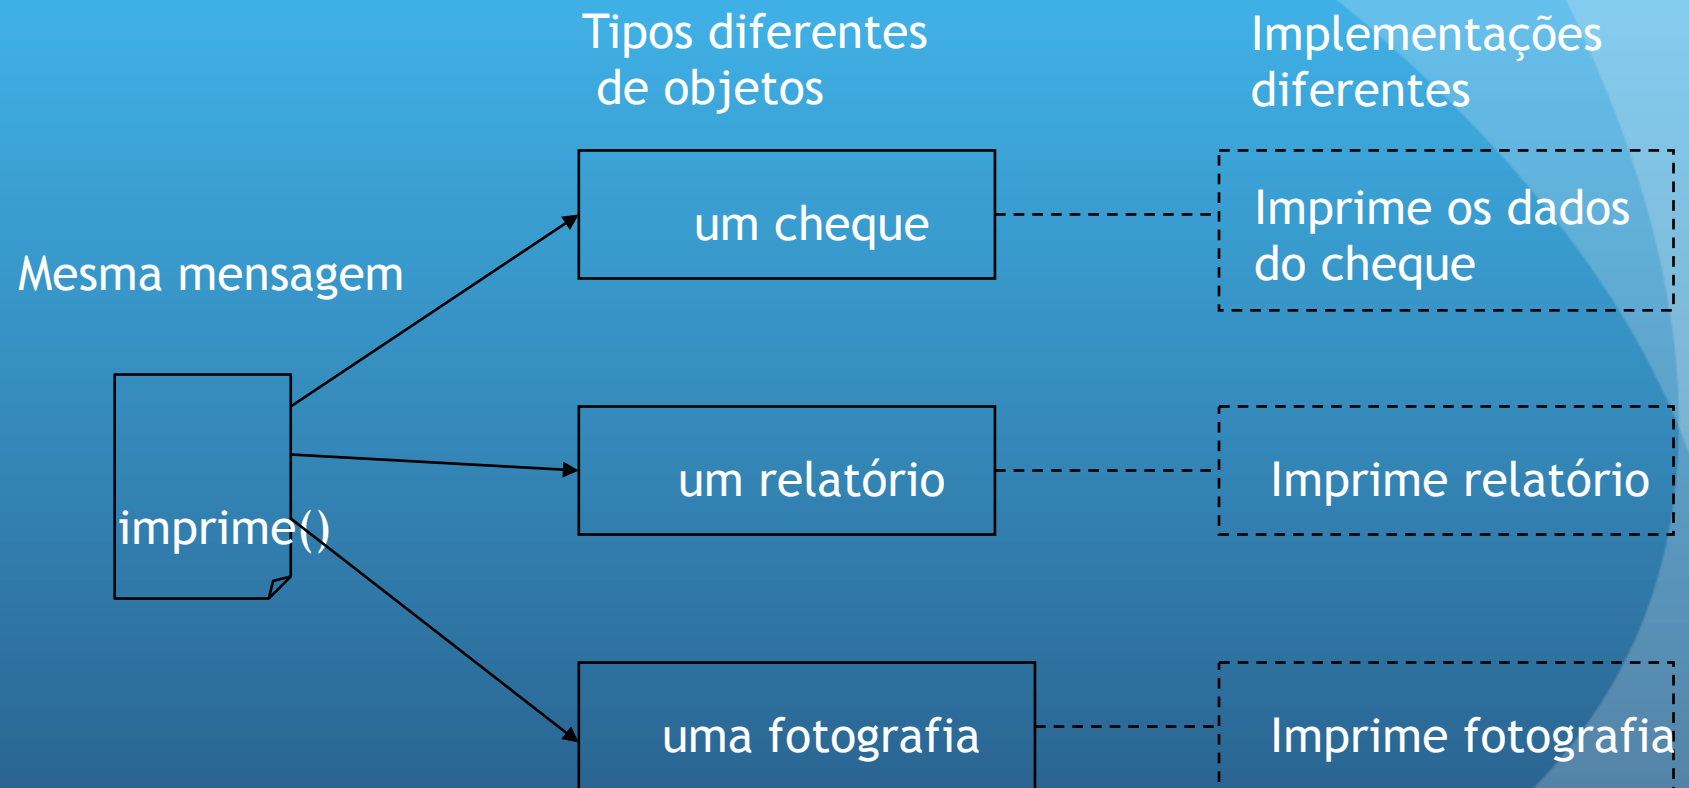 Tipos diferentes
de objetos
Implementações
diferentes
Mesma mensagem
imprime()
um cheque
Imprime os dados
do cheque
um relatório
Imprime relatório
uma fotografia
Imprime fotografia